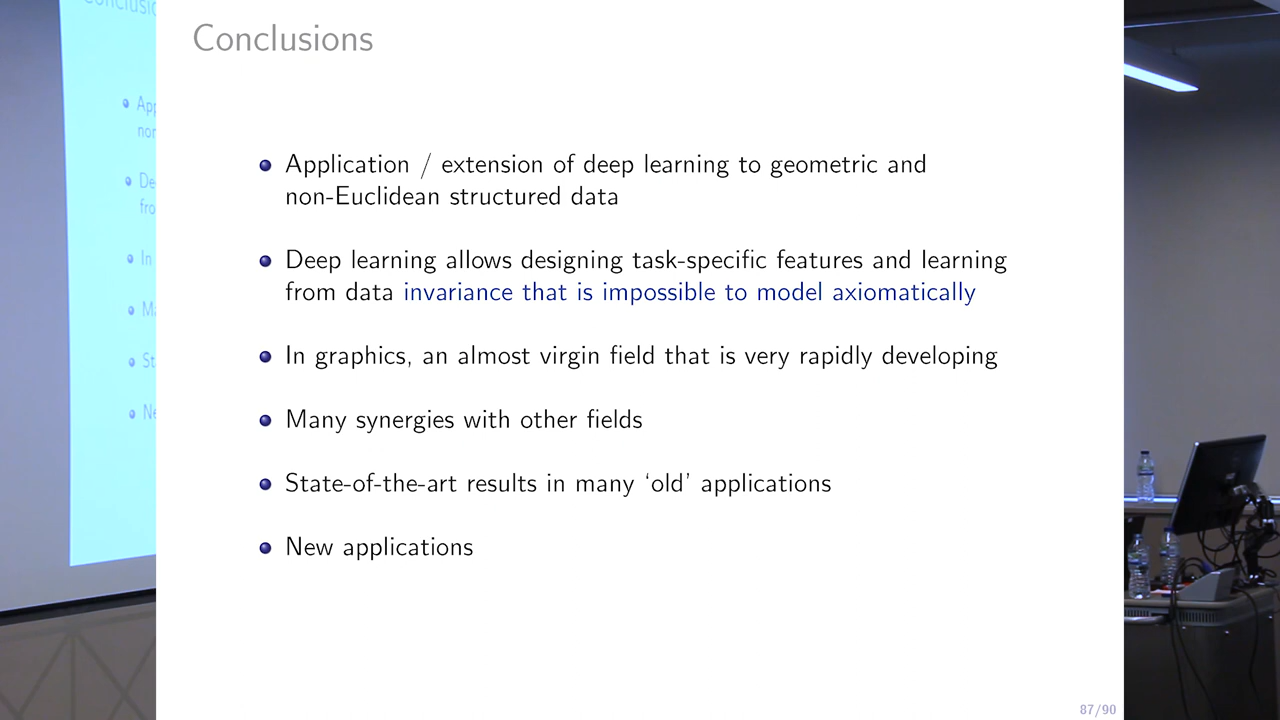 Conclusions
Application / extension of deep learning to geometric and
non-Euclidean structured data
Deep learning allows designing task-specific features and learning
from data invariance that is impossible to model axiomatically
In graphics, an almost virgin field that is very rapidly developing
Many synergies with other fields
State-of-the-art results in many ‘old’ applications
New applications
87/90